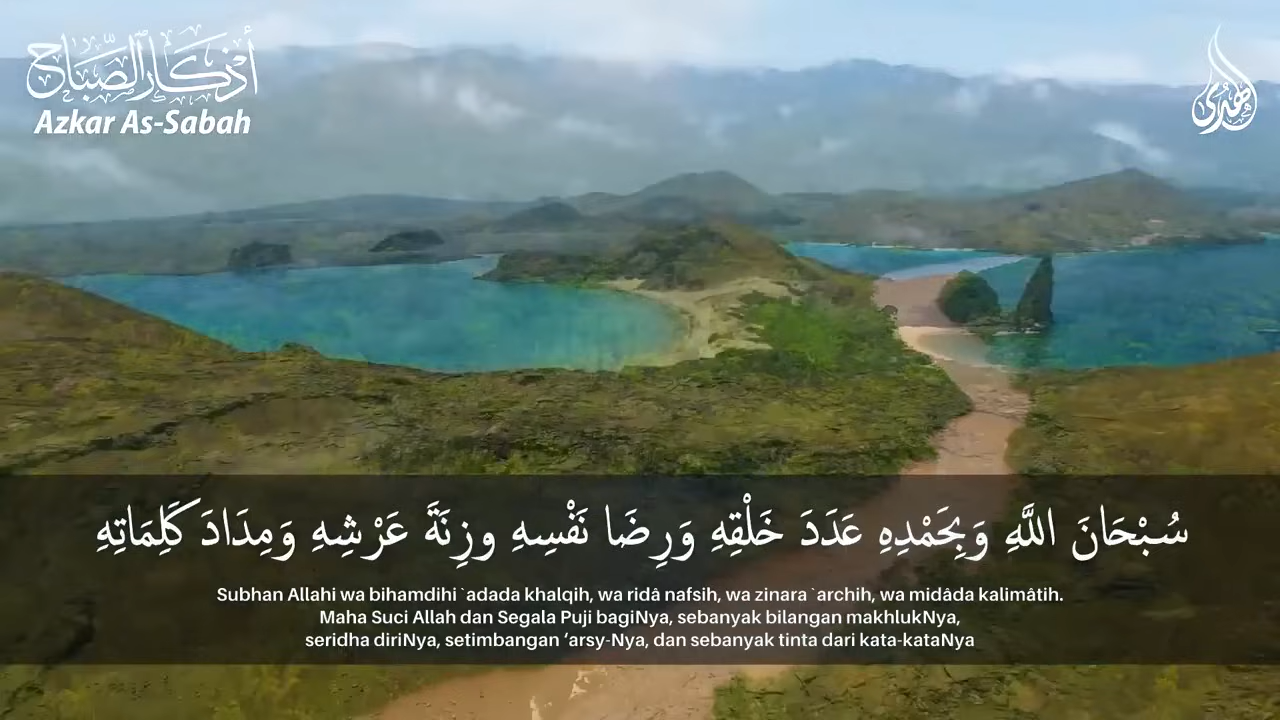 أذكار الصباح
Azkar As-Sabah
الهدى
سُبْحَانَ اللَّهِ وَبِحَمْدِهِ عَدَدَ خَلْقِهِ وَرِضَا نَفْسِهِ وزِنَةَ عَرْشِهِ وَمِدَادَ كَلِمَاتِهِ
Subhan Allahi wa bihamdihi `adada khalqih, wa ridâ nafsih, wa zinara `archih, wa midâda kalimâtih.
Maha Suci Allah dan Segala Puji bagiNya, sebanyak bilangan makhlukNya,
seridha diriNya, setimbangan ‘arsy-Nya, dan sebanyak tinta dari kata-kataNya